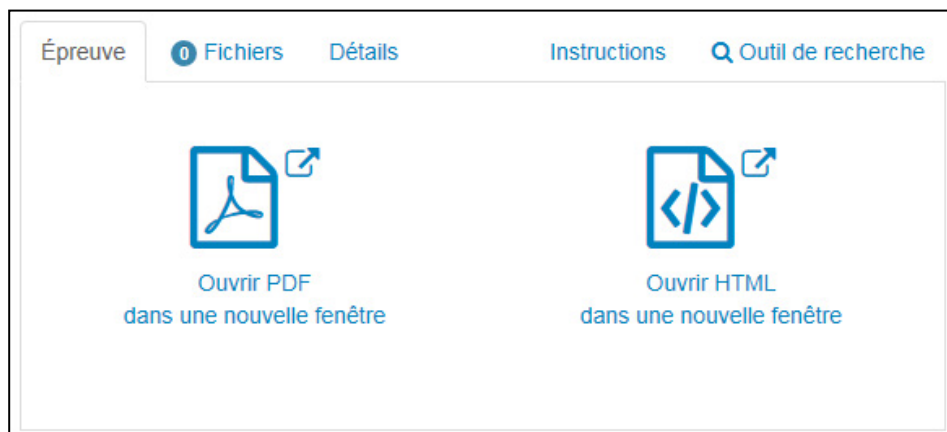 Épreuve 0 Fichiers Détails Instructions Outil de recherche
Ouvrir PDF
dans une nouvelle fenêtre
Ouvrir HTML
dans une nouvelle fenêtre